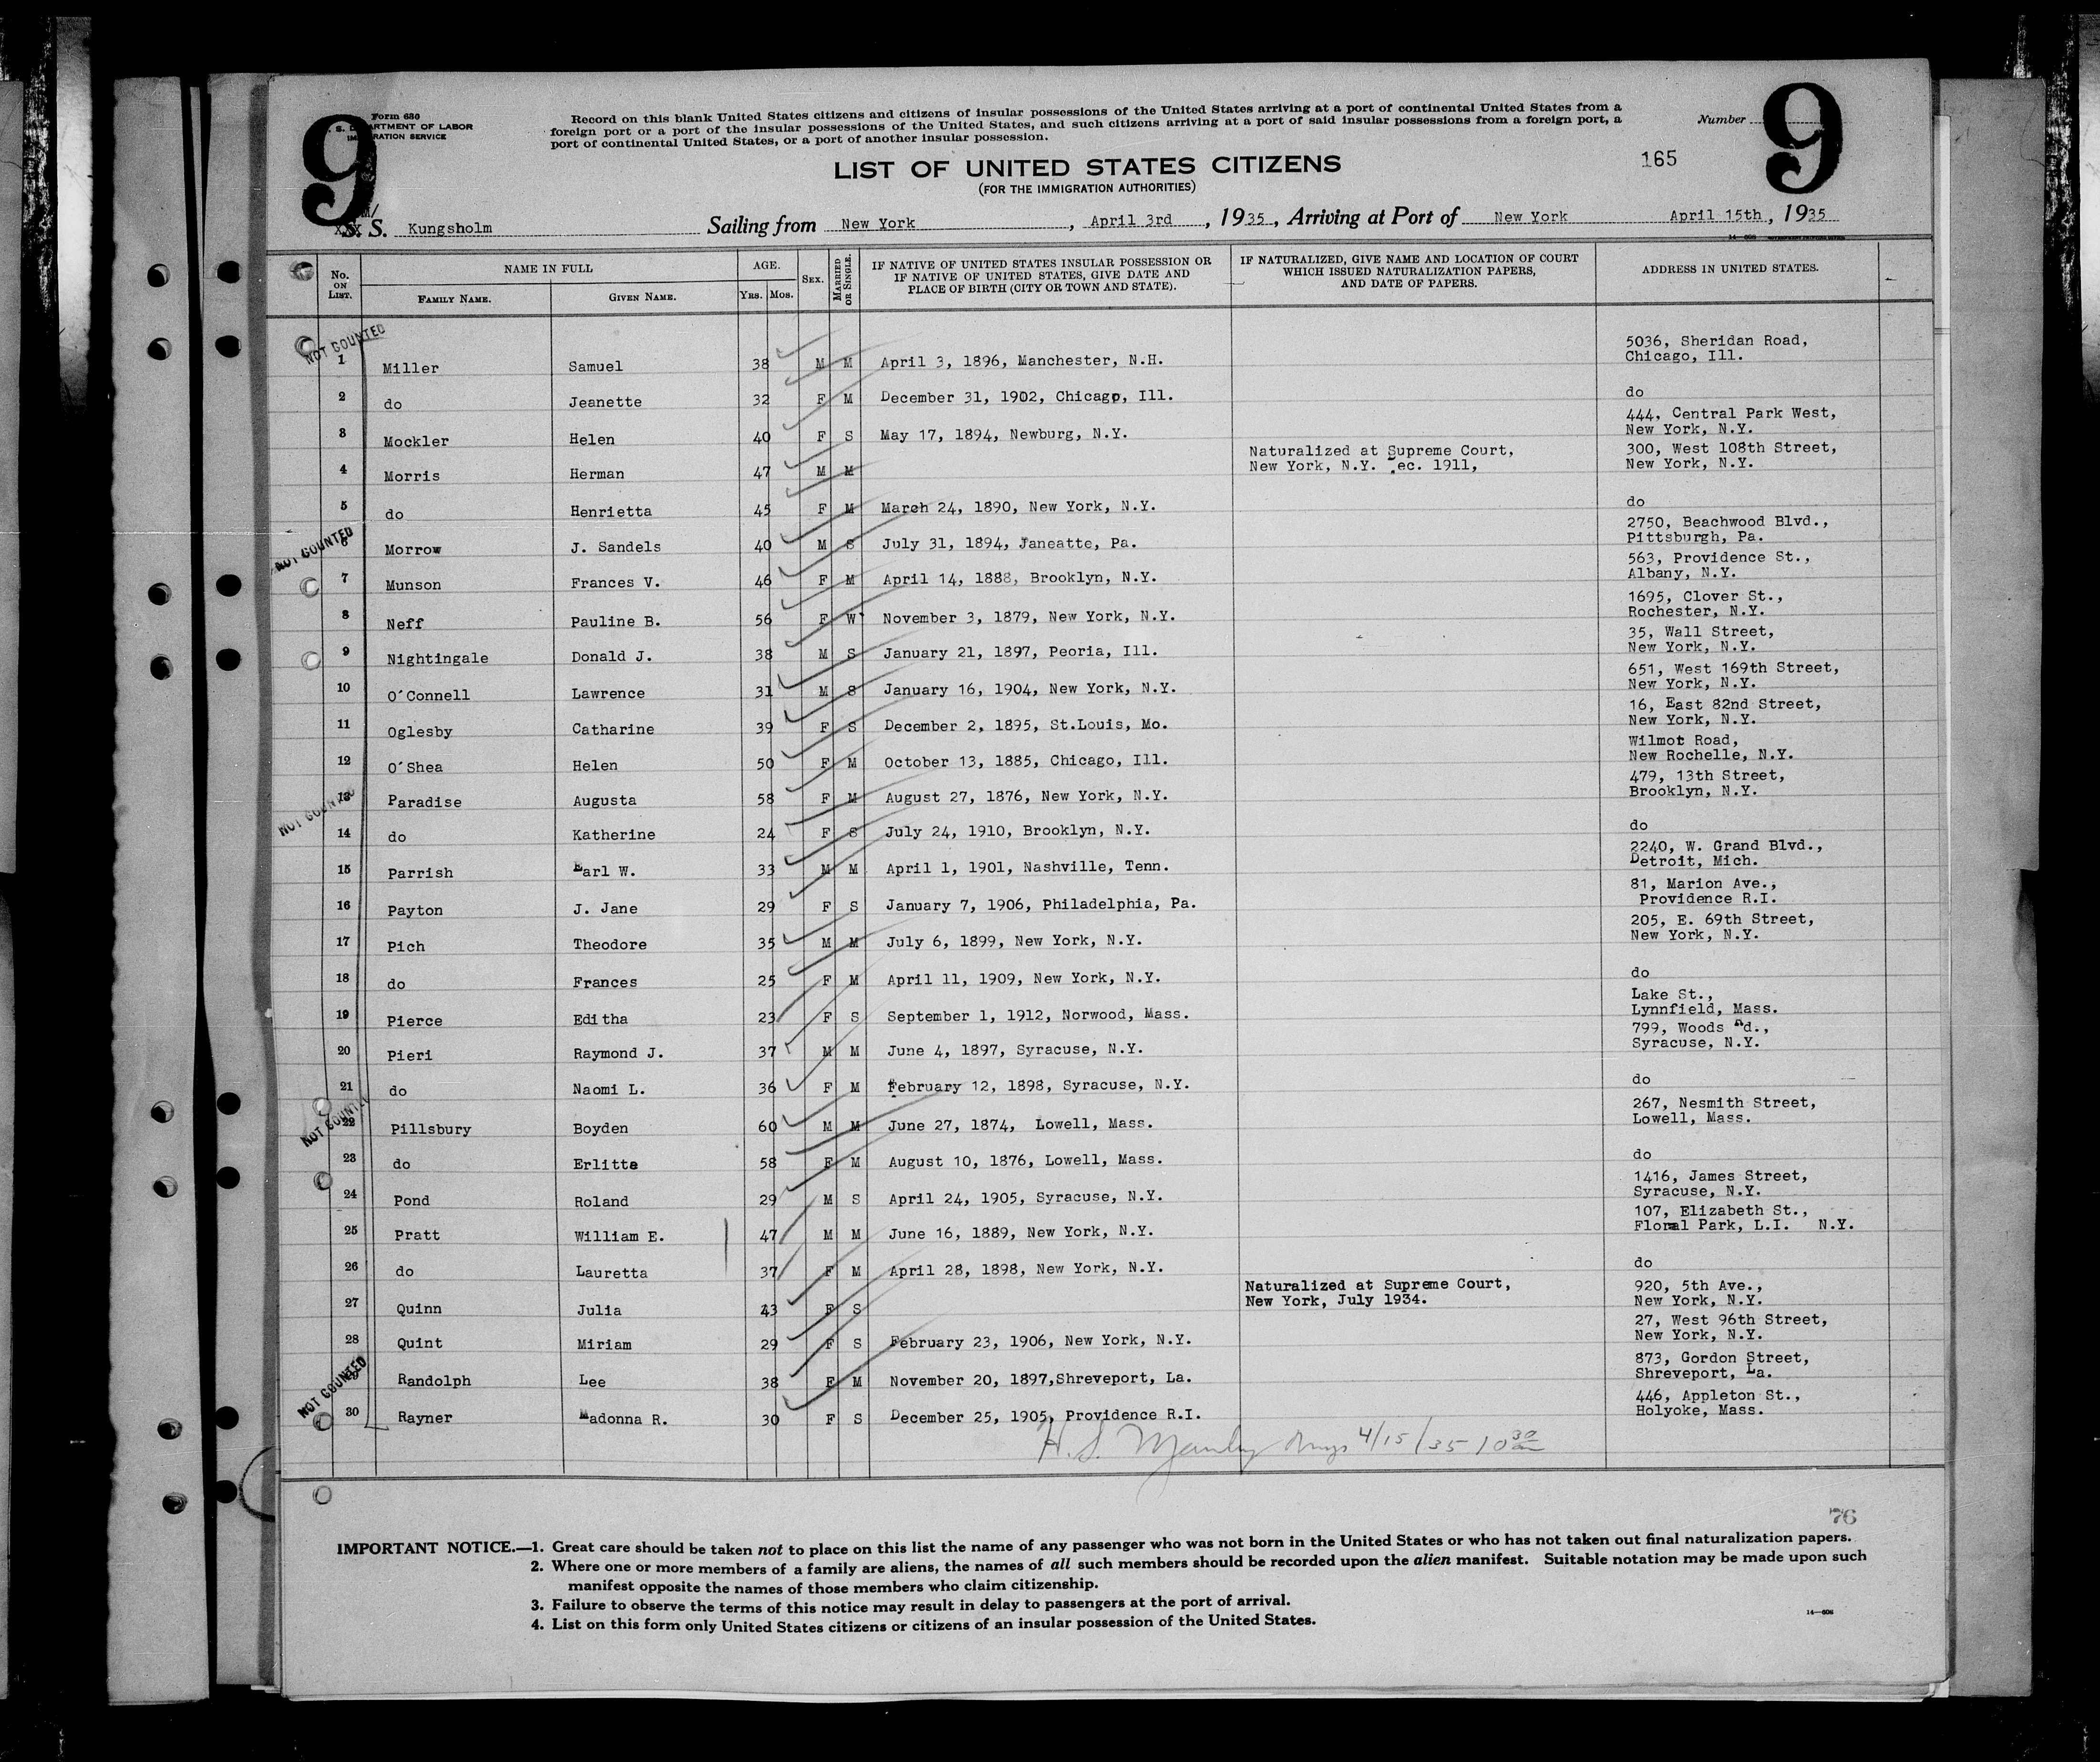 9
Form 630
U. S. DEPARTMENT OF LABOR
IMMIGRATION SERVICE
Record on this blank United States citizens and citizens of insular possessions of the United States arriving at a port of continental United States from a
foreign port or a port of the insular possessions of the United States, and such citizens arriving at a port of said insular possessions from a foreign port, a
port of continental United States, or a port of another insular possession.
Number
9
LIST OF UNITED STATES CITIZENS
165
(FOR THE IMMIGRATION AUTHORITIES)
M/
S. Kungsholm Sailing from New York, April 3rd, 1935, Arriving at Port of New York April 15th, 1935
No. ON LIST. NAME IN FULL AGE. SEX. MARRIED OR SINGLE. IF NATIVE OF UNITED STATES INSULAR POSSESSION OR IF NATIVE OF UNITED STATES, GIVE DATE AND PLACE OF BIRTH (CITY OR TOWN AND STATE). IF NATURALIZED, GIVE NAME AND LOCATION OF COURT WHICH ISSUED NATURALIZATION PAPERS, AND DATE OF PAPERS. ADDRESS IN UNITED STATES.
FAMILY NAME. GIVEN NAME. YRS. MOS.
NOT COUNTED
1 Miller Samuel 38 M M April 3, 1896, Manchester, N.H. 5036, Sheridan Road, Chicago, Ill.
2 do Jeanette 32 F M December 31, 1902, Chicago, Ill. do
3 Mockler Helen 40 F S May 17, 1894, Newburg, N.Y. 444, Central Park West, New York, N.Y.
4 Morris Herman 47 M M Naturalized at Supreme Court, New York, N.Y. Dec. 1911, 300, West 108th Street, New York, N.Y.
5 do Henrietta 45 F M March 24, 1890, New York, N.Y. do
NOT COUNTED
6 Morrow J. Sandels 40 M S July 31, 1894, Janeatte, Pa. 2750, Beachwood Blvd., Pittsburgh, Pa.
7 Munson Frances V. 46 F M April 14, 1888, Brooklyn, N.Y. 563, Providence St., Albany, N.Y.
8 Neff Pauline B. 56 F W November 3, 1879, New York, N.Y. 1695, Clover St., Rochester, N.Y.
9 Nightingale Donald J. 38 M S January 21, 1897, Peoria, Ill. 35, Wall Street, New York, N.Y.
10 O'Connell Lawrence 31 M S January 16, 1904, New York, N.Y. 651, West 169th Street, New York, N.Y.
11 Oglesby Catharine 39 F S December 2, 1895, St.Louis, Mo. 16, East 82nd Street, New York, N.Y.
12 O'Shea Helen 50 F M October 13, 1885, Chicago, Ill. Wilmot Road, New Rochelle, N.Y.
NOT COUNTED
13 Paradise Augusta 58 F M August 27, 1876, New York, N.Y. 479, 13th Street, Brooklyn, N.Y.
14 do Katherine 24 F S July 24, 1910, Brooklyn, N.Y. do
15 Parrish Earl W. 33 M M April 1, 1901, Nashville, Tenn. 2240, W. Grand Blvd., Detroit, Mich.
16 Payton J. Jane 29 F S January 7, 1906, Philadelphia, Pa. 81, Marion Ave., Providence R.I.
17 Pich Theodore 35 M M July 6, 1899, New York, N.Y. 205, E. 69th Street, New York, N.Y.
18 do Frances 25 F M April 11, 1909, New York, N.Y. do
19 Pierce Editha 23 F S September 1, 1912, Norwood, Mass. Lake St., Lynnfield, Mass.
20 Pieri Raymond J. 37 M M June 4, 1897, Syracuse, N.Y. 799, Woods Rd., Syracuse, N.Y.
21 do Naomi L. 36 F M February 12, 1898, Syracuse, N.Y. do
NOT COUNTED
22 Pillsbury Boyden 60 M M June 27, 1874, Lowell, Mass. 267, Nesmith Street, Lowell, Mass.
23 do Erlitta 58 F M August 10, 1876, Lowell, Mass. do
24 Pond Roland 29 M S April 24, 1905, Syracuse, N.Y. 1416, James Street, Syracuse, N.Y.
25 Pratt William E. 47 M M June 16, 1889, New York, N.Y. 107, Elizabeth St., Floral Park, L.I. N.Y.
26 do Lauretta 37 F M April 28, 1898, New York, N.Y. do
27 Quinn Julia 43 F S Naturalized at Supreme Court, New York, July 1934. 920, 5th Ave., New York, N.Y.
28 Quint Miriam 29 F S February 23, 1906, New York, N.Y. 27, West 96th Street, New York, N.Y.
NOT COUNTED
29 Randolph Lee 38 F M November 20, 1897,Shreveport, La. 873, Gordon Street, Shreveport, La.
30 Rayner Madonna R. 30 F S December 25, 1905, Providence R.I. 446, Appleton St., Holyoke, Mass.
H. S. 4/15/35 10 30
76
IMPORTANT NOTICE.—1. Great care should be taken not to place on this list the name of any passenger who was not born in the United States or who has not taken out final naturalization papers.
2. Where one or more members of a family are aliens, the names of all such members should be recorded upon the alien manifest. Suitable notation may be made upon such
manifest opposite the names of those members who claim citizenship.
3. Failure to observe the terms of this notice may result in delay to passengers at the port of arrival.
4. List on this form only United States citizens or citizens of an insular possession of the United States.